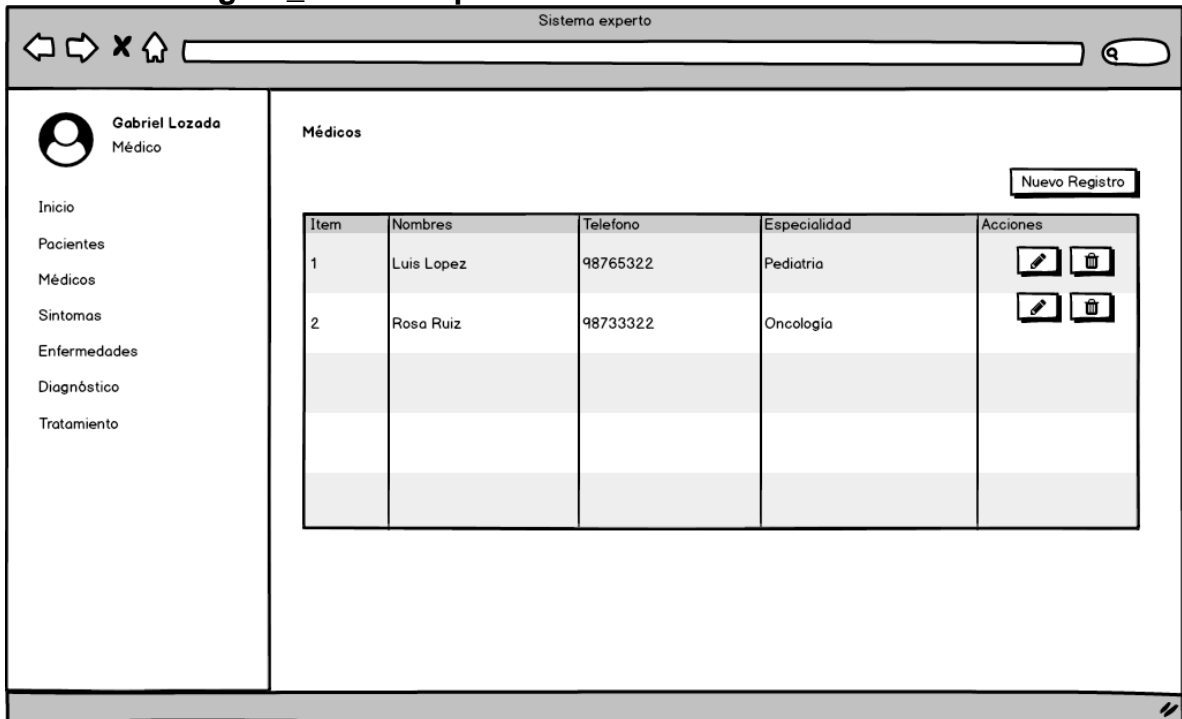 Sistema experto
Gabriel Lozada
Médico
Inicio
Pacientes
Médicos
Sintomas
Enfermedades
Diagnóstico
Tratamiento
Médicos
Nuevo Registro
Item Nombres Telefono Especialidad Acciones
1 Luis Lopez 98765322 Pediatria
2 Rosa Ruiz 98733322 Oncología